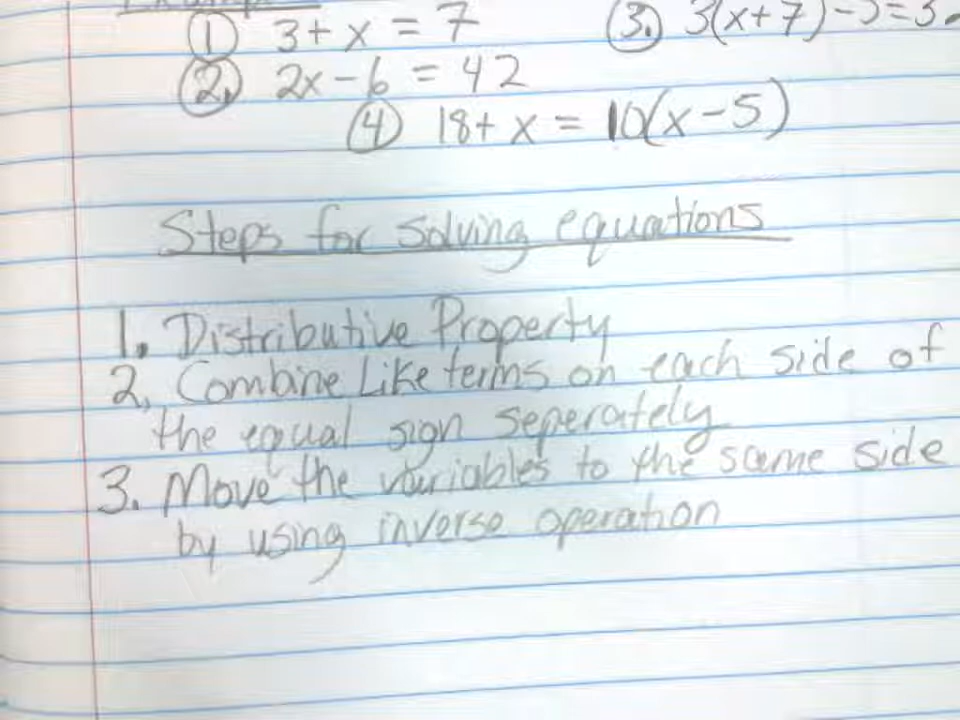 ① 3 + x = 7
③. 3(x + 7) -
②. 2x - 6 = 42
④ 18 + x = 10(x - 5)
Steps for Solving equations
1. Distributive Property
2. Combine Like terms on each side of
the equal sign seperately
3. Move the variables to the same side
by using inverse operation